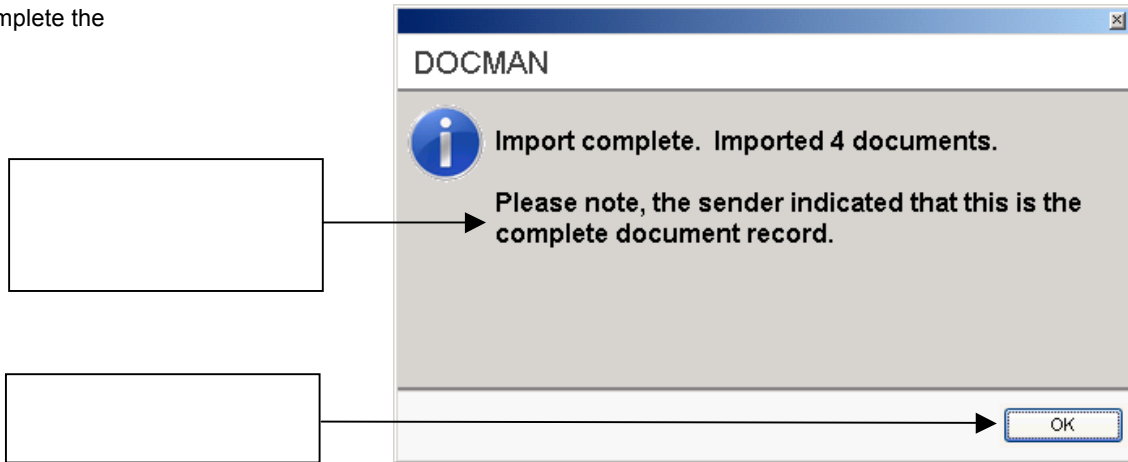 the
DOCMAN
Import complete. Imported 4 documents.
Please note, the sender indicated that this is the
complete document record.
OK